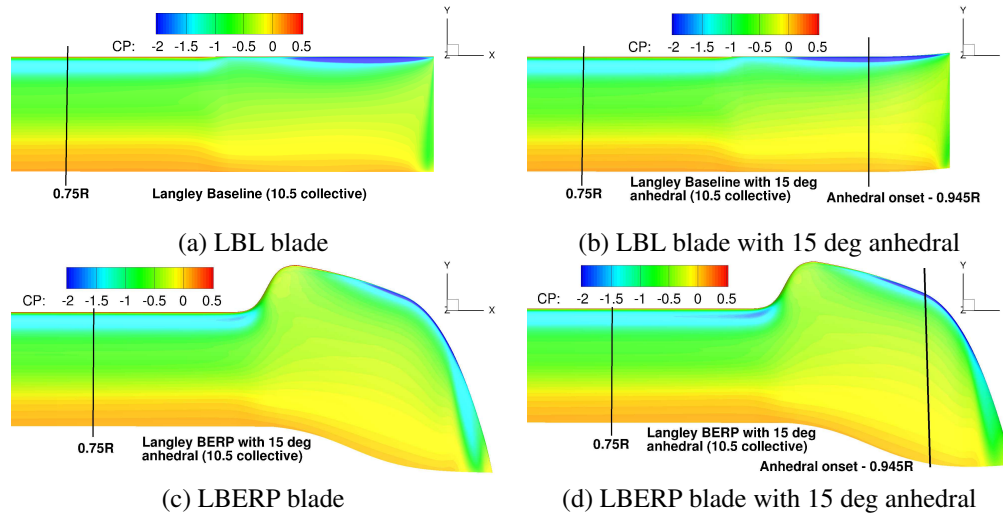 CP: -2 -1.5 -1 -0.5 0 0.5
Y
Z X
0.75R
Langley Baseline (10.5 collective)
(a) LBL blade
CP: -2 -1.5 -1 -0.5 0 0.5
Y
Z X
0.75R
Langley Baseline with 15 deg
anhedral (10.5 collective)
Anhedral onset - 0.945R
(b) LBL blade with 15 deg anhedral
CP: -2 -1.5 -1 -0.5 0 0.5
Y
Z X
0.75R
Langley BERP with 15 deg
anhedral (10.5 collective)
(c) LBERP blade
CP: -2 -1.5 -1 -0.5 0 0.5
Y
Z X
0.75R
Langley BERP with 15 deg
anhedral (10.5 collective)
Anhedral onset - 0.945R
(d) LBERP blade with 15 deg anhedral